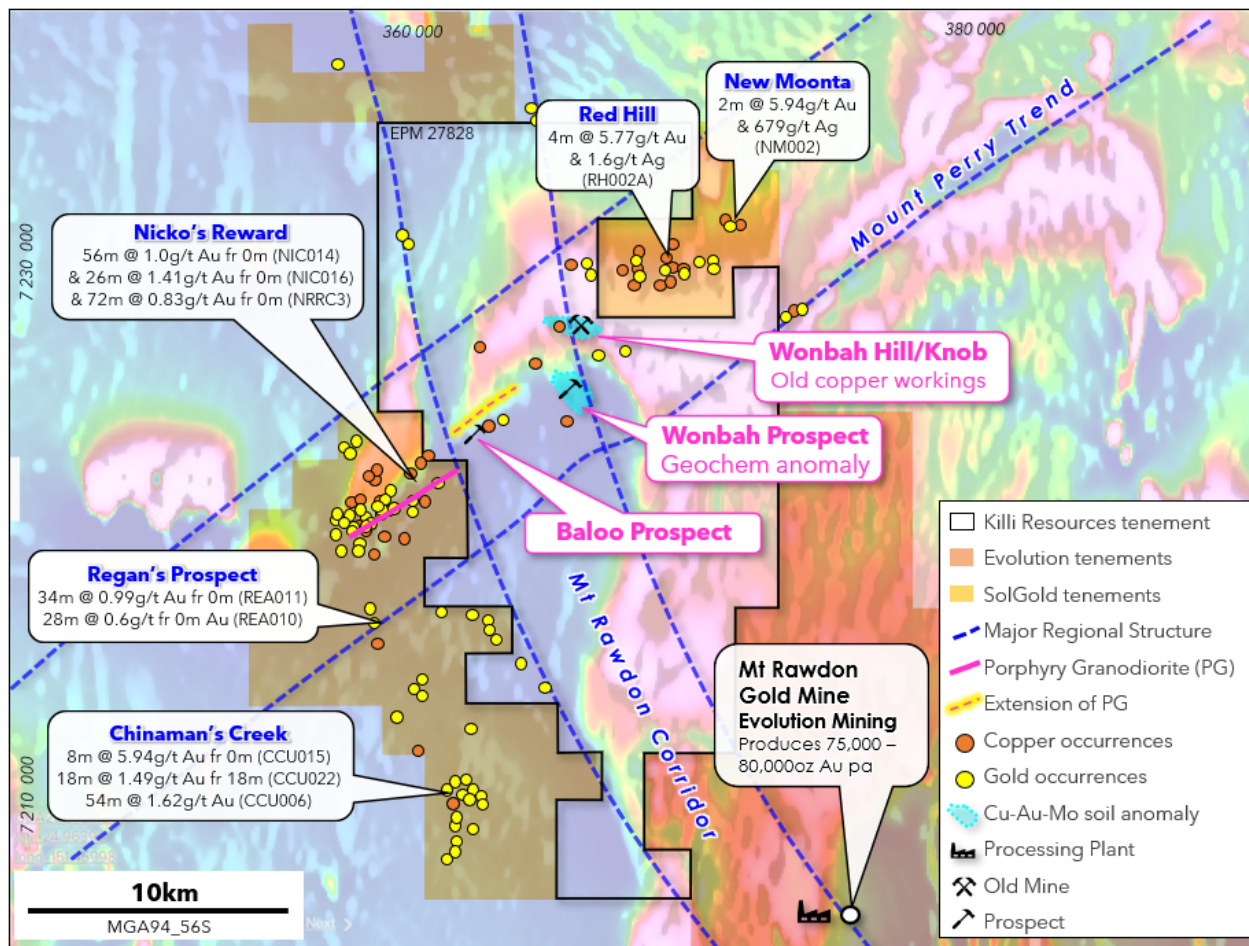 360 000
380 000
EPM 27828
New Moonta
2m @ 5.94g/t Au
& 679g/t Ag
(NM002)
Red Hill
4m @ 5.77g/t Au
& 1.6g/t Ag
(RH002A)
Mount Perry Trend
7 230 000
Nicko's Reward
56m @ 1.0g/t Au fr 0m (NIC014)
& 26m @ 1.41g/t Au fr 0m (NIC016)
& 72m @ 0.83g/t Au fr 0m (NRRC3)
Wonbah Hill/Knob
Old copper workings
Wonbah Prospect
Geochem anomaly
Baloo Prospect
Regan's Prospect
34m @ 0.99g/t Au fr 0m (REA011)
28m @ 0.6g/t fr 0m Au (REA010)
Mt Rawdon Corridor
Chinaman's Creek
8m @ 5.94g/t Au fr 0m (CCU015)
18m @ 1.49g/t Au fr 18m (CCU022)
54m @ 1.62g/t Au (CCU006)
7 210 000
Mt Rawdon
Gold Mine
Evolution Mining
Produces 75,000 –
80,000oz Au pa
Killi Resources tenement
Evolution tenements
SolGold tenements
Major Regional Structure
Porphyry Granodiorite (PG)
Extension of PG
Copper occurrences
Gold occurrences
Cu-Au-Mo soil anomaly
Processing Plant
Old Mine
Prospect
10km
MGA94_56S
Next